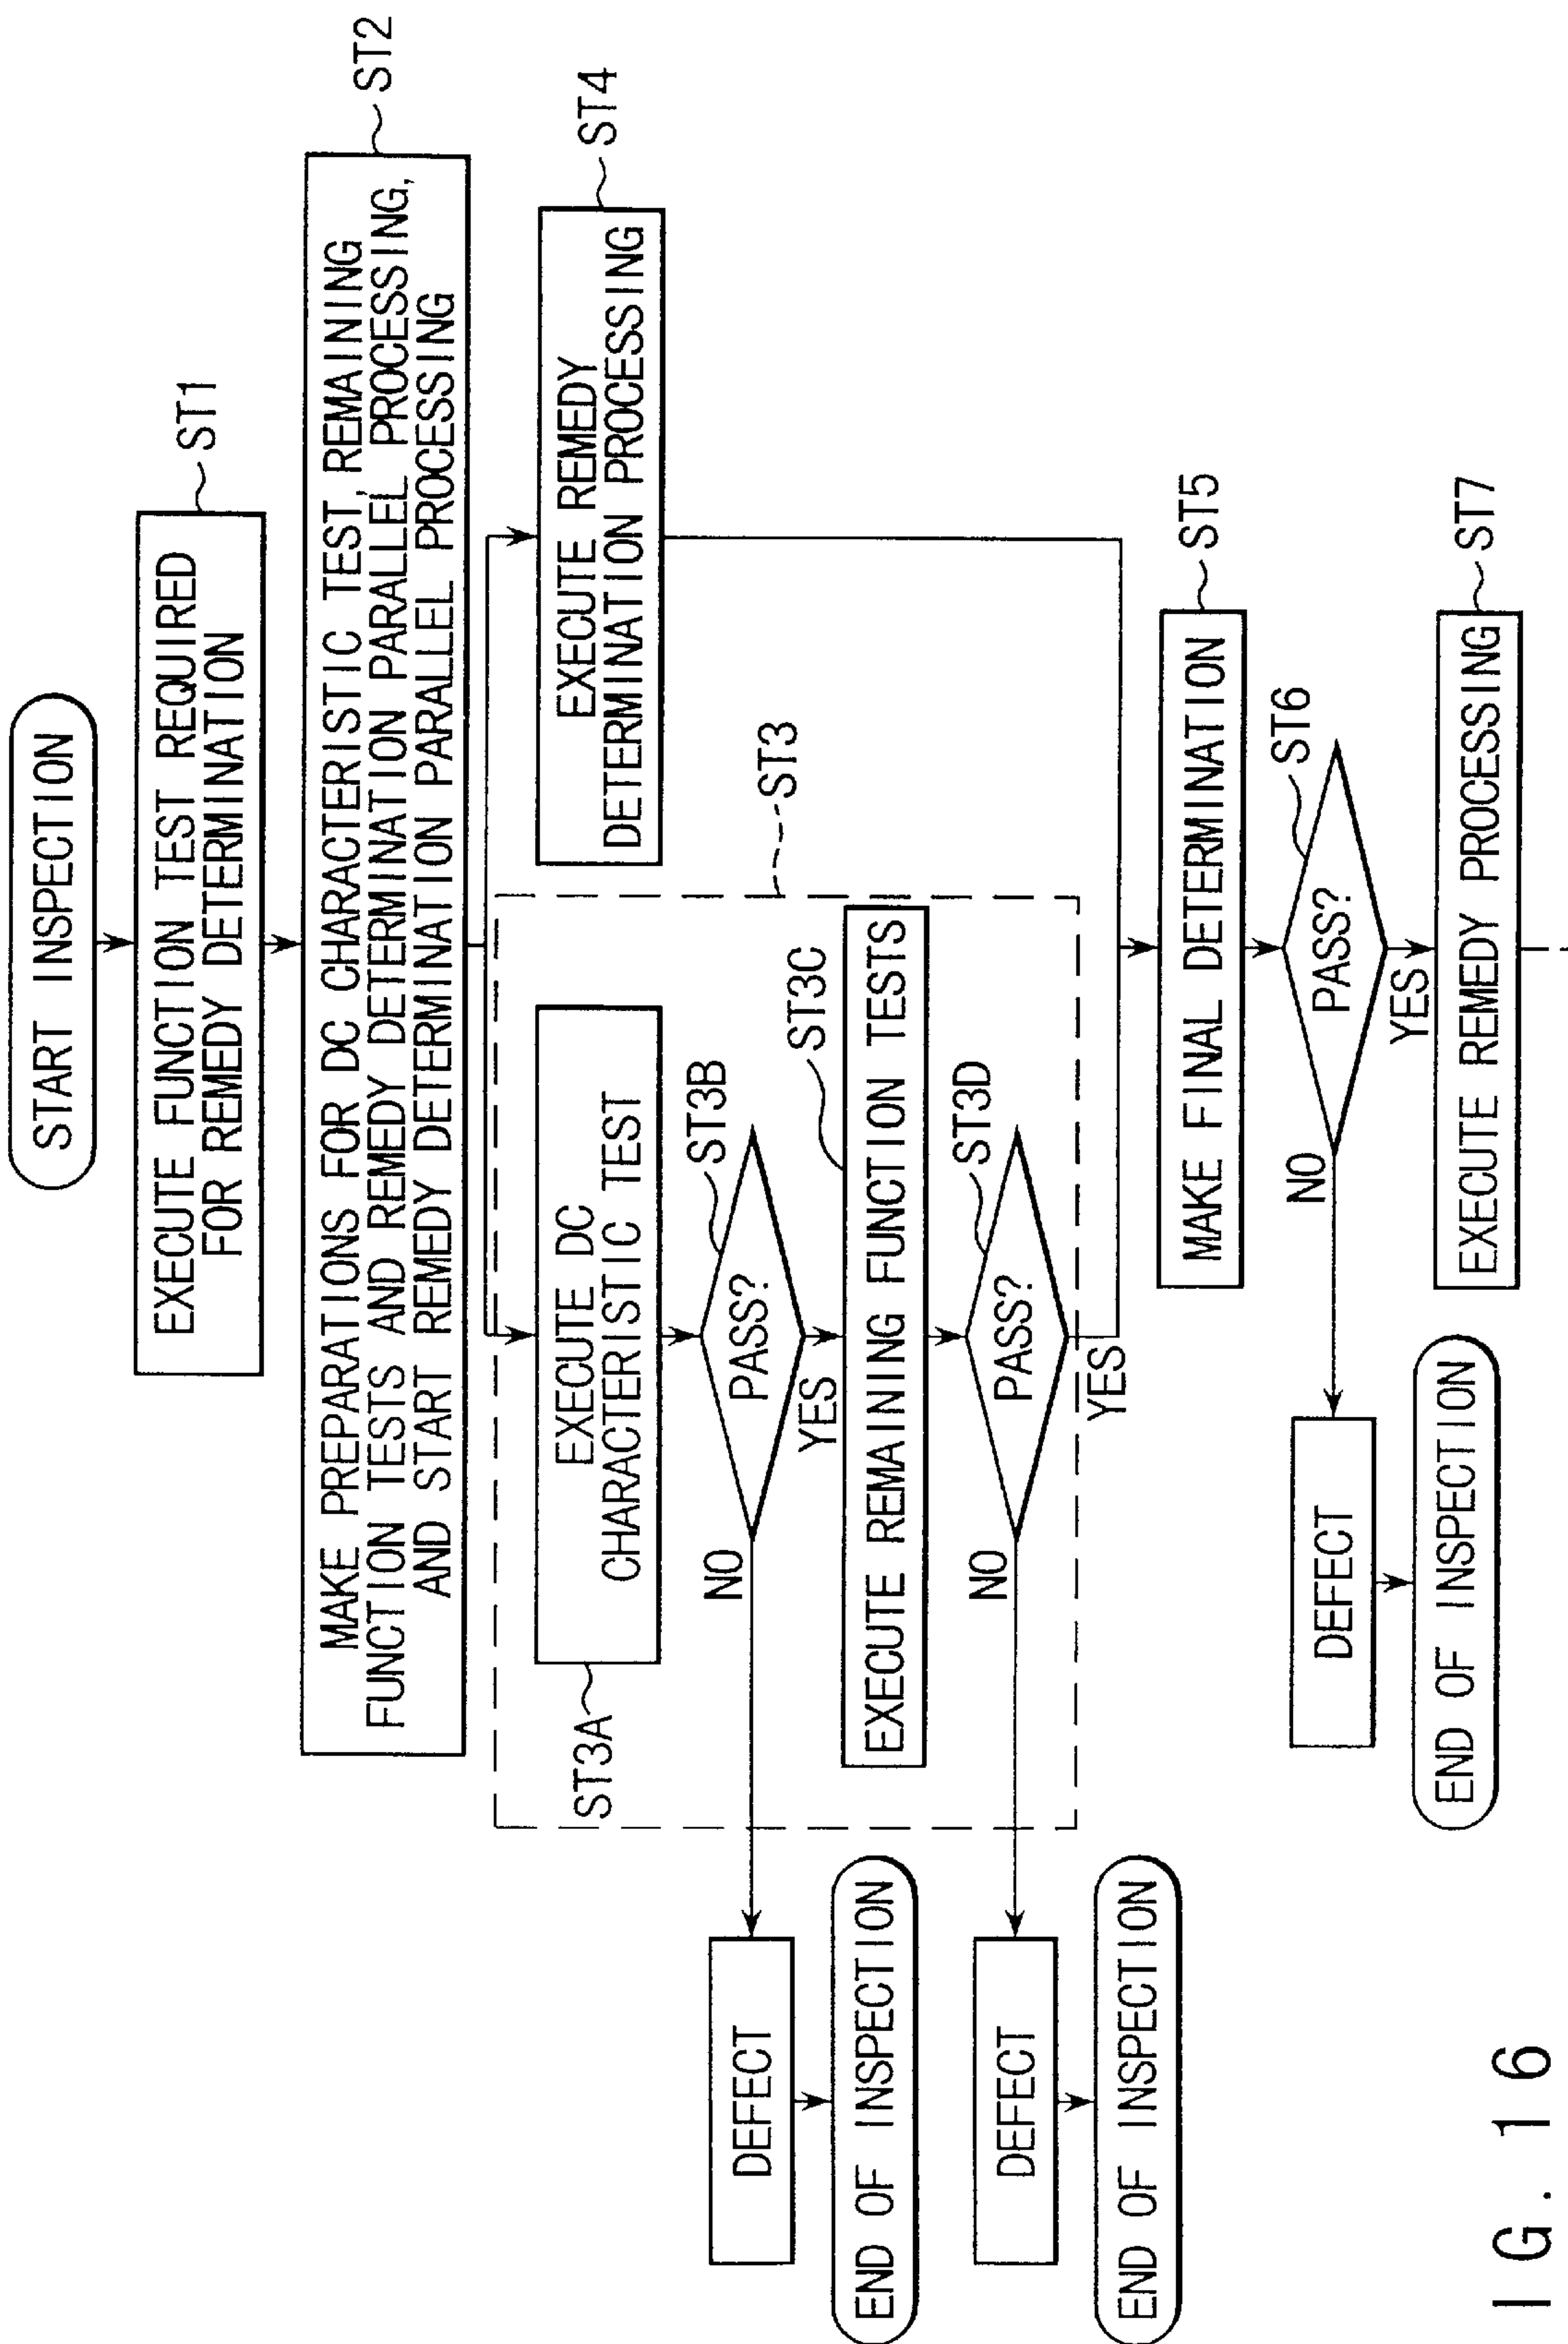 START INSPECTION
EXECUTE FUNCTION TEST REQUIRED
FOR REMEDY DETERMINATION
ST1
MAKE PREPARATIONS FOR DC CHARACTERISTIC TEST, REMAINING
FUNCTION TESTS AND REMEDY DETERMINATION PARALLEL PROCESSING,
AND START REMEDY DETERMINATION PARALLEL PROCESSING
ST2
ST3A
EXECUTE DC
CHARACTERISTIC TEST
EXECUTE REMEDY
DETERMINATION PROCESSING
ST4
ST3
ST3B
PASS?
NO
YES
DEFECT
END OF INSPECTION
ST3C
EXECUTE REMAINING FUNCTION TESTS
ST3D
PASS?
NO
YES
DEFECT
END OF INSPECTION
MAKE FINAL DETERMINATION
ST5
ST6
PASS?
NO
YES
DEFECT
END OF INSPECTION
EXECUTE REMEDY PROCESSING
ST7
IG. 16